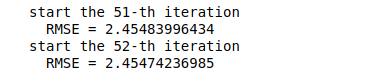 start the 51-th iteration
RMSE = 2.45483996434
start the 52-th iteration
RMSE = 2.45474236985